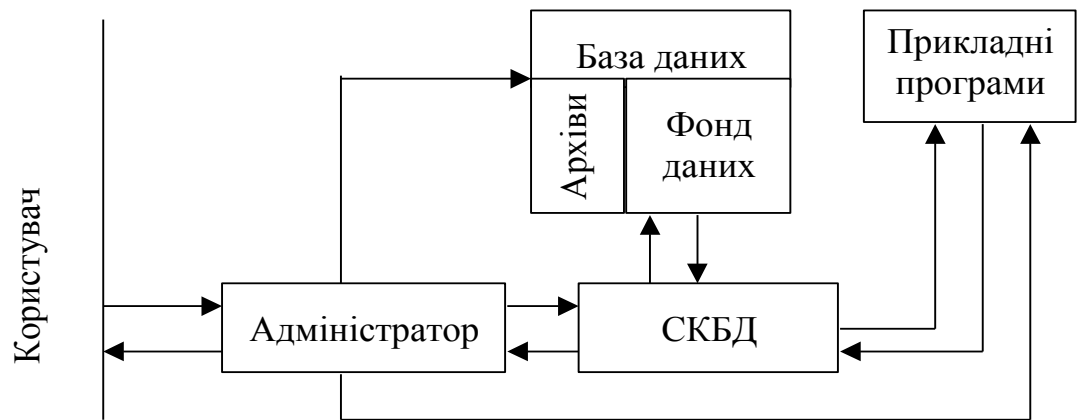 База даних
Прикладні
програми
Архіви
Фонд
даних
Користувач
Адміністратор
СКБД